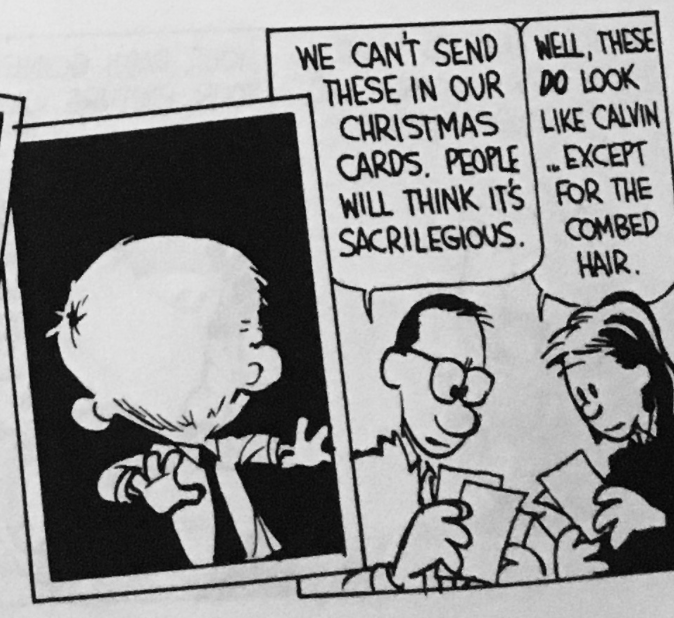 WE CAN'T SEND
THESE IN OUR
CHRISTMAS
CARDS. PEOPLE
WILL THINK IT'S
SACRILEGIOUS.
WELL, THESE
DO LOOK
LIKE CALVIN
...EXCEPT
FOR THE
COMBED
HAIR.